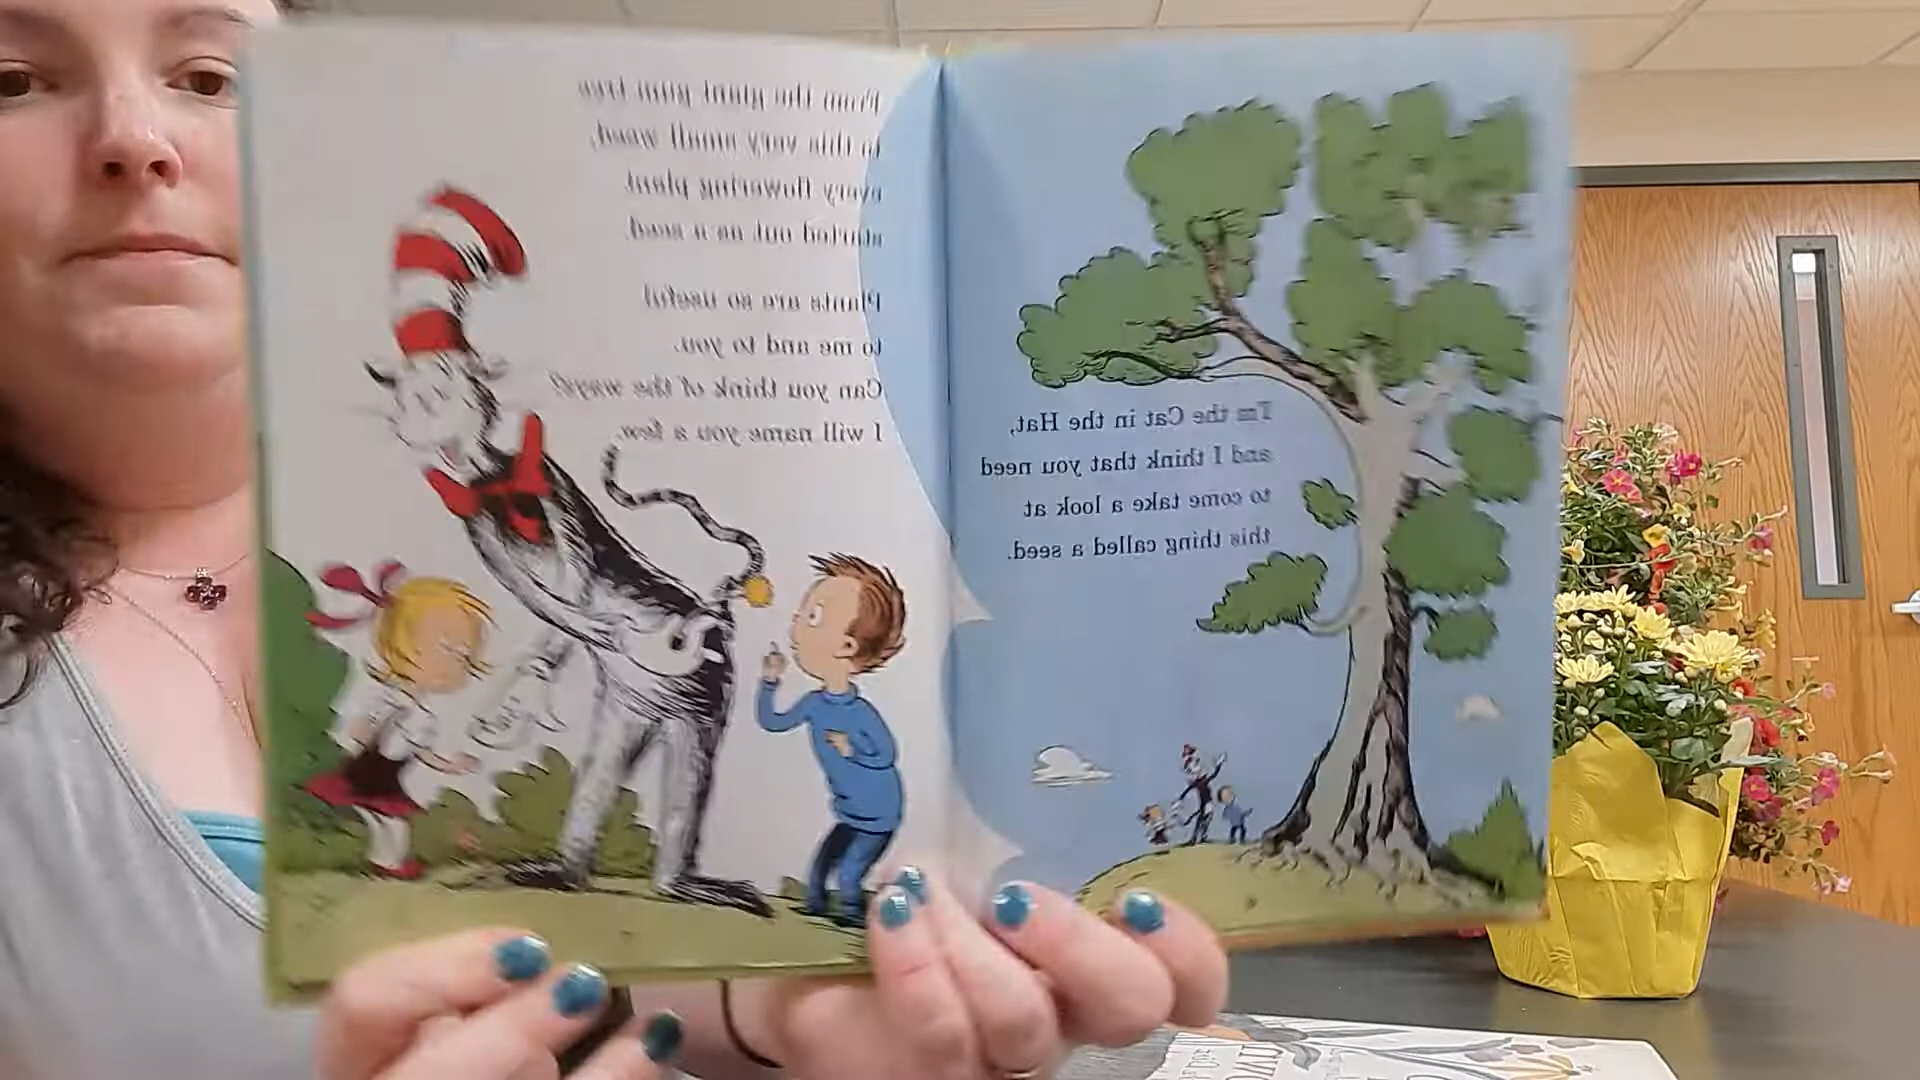 I'm the Cat in the Hat,
and I think that you need
to come take a look at
this thing called a seed.
From the giant gum tree
to this very small weed,
every flowering plant
started out as a seed.
Plants are so useful
to me and to you.
Can you think of the ways?
I will name you a few.